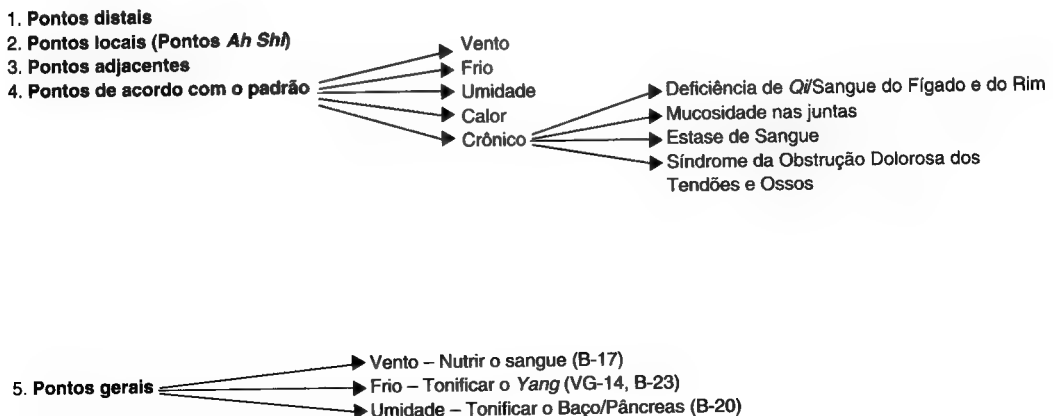 1. Pontos distais
2. Pontos locais (Pontos Ah Shi)
3. Pontos adjacentes
4. Pontos de acordo com o padrão
Vento
Frio
Umidade
Calor
Crônico
Deficiência de Qi/Sangue do Fígado e do Rim
Mucosidade nas juntas
Estase de Sangue
Síndrome da Obstrução Dolorosa dos
Tendões e Ossos
5. Pontos gerais
Vento – Nutrir o sangue (B-17)
Frio – Tonificar o Yang (VG-14, B-23)
Umidade – Tonificar o Baço/Pâncreas (B-20)